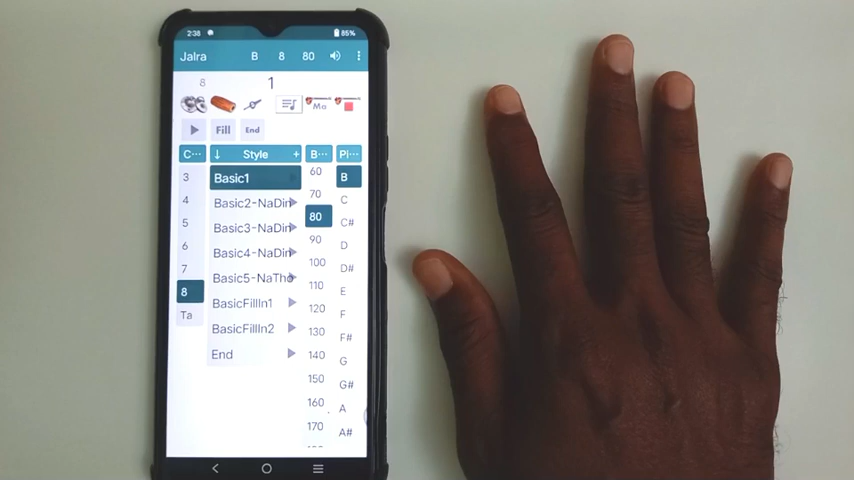 2:38 85%
Jalra B 8 80
8 1
Mo
Fill End
C... ↓ Style + B... Pi...
3 Basic1 60 B
4 Basic2-NaDin 70 C
5 Basic3-NaDin 80 C#
6 Basic4-NaDin 90 D
7 Basic5-NaTho 100 D#
8 BasicFillIn1 110 E
Ta BasicFillIn2 120 F
End 130 F#
140 G
150 G#
160 A
170 A#